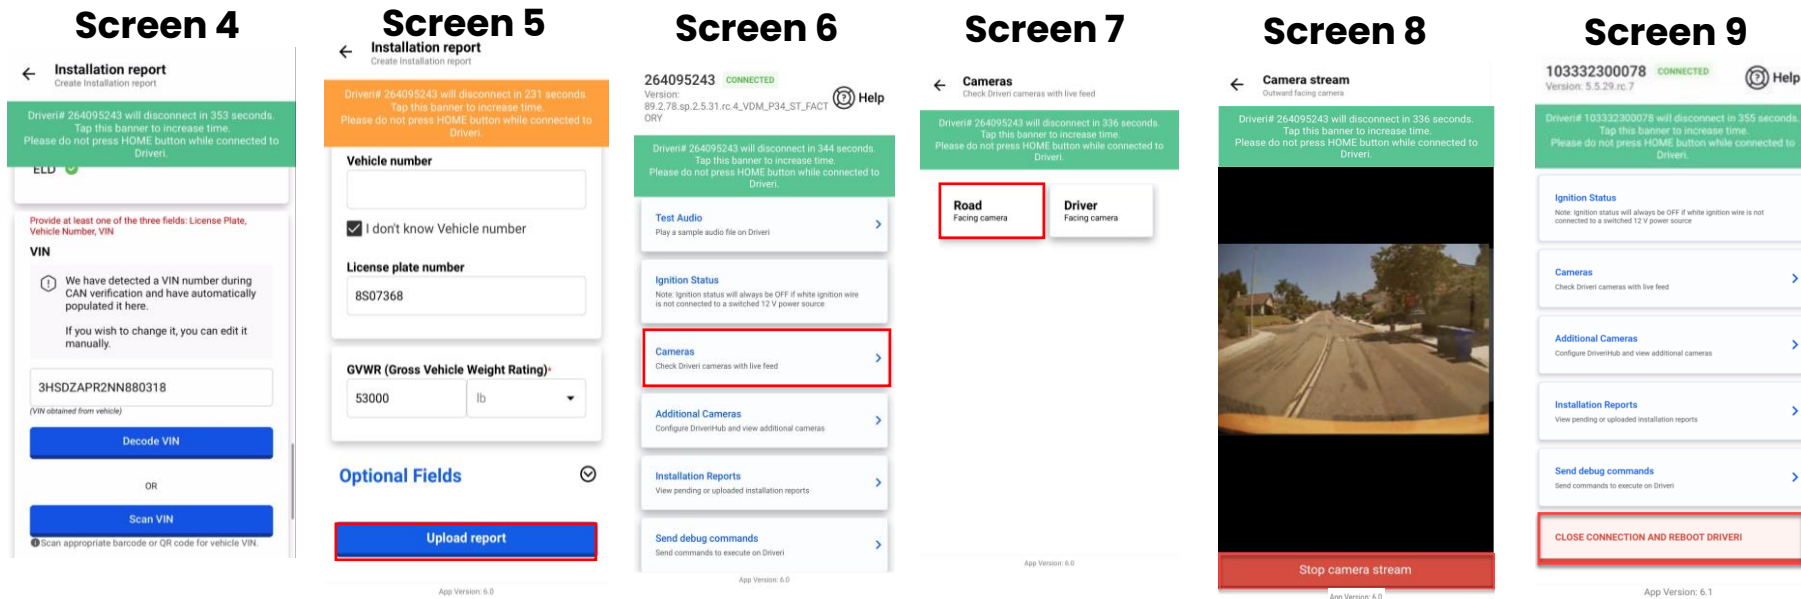 Screen 4
Installation report
Create Installation report
Driveri# 264095243 will disconnect in 353 seconds.
Tap this banner to increase time.
Please do not press HOME button while connected to
Driveri.
ELD
Provide at least one of the three fields: License Plate,
Vehicle Number, VIN
VIN
We have detected a VIN number during
CAN verification and have automatically
populated it here.
If you wish to change it, you can edit it
manually.
3HSDZAPR2NN880318
(VIN obtained from vehicle)
Decode VIN
OR
Scan VIN
Scan appropriate barcode or QR code for vehicle VIN.
Screen 5
Installation report
Create Installation report
Driveri# 264095243 will disconnect in 231 seconds.
Tap this banner to increase time.
Please do not press HOME button while connected to
Driveri.
Vehicle number
I don't know Vehicle number
License plate number
8S07368
GVWR (Gross Vehicle Weight Rating)*
53000 lb
Optional Fields
Upload report
App Version: 6.0
Screen 6
264095243 CONNECTED
Version:
89.2.78.sp.2.5.31.rc.4_VDM_P34_ST_FACT
ORY
Help
Driveri# 264095243 will disconnect in 344 seconds.
Tap this banner to increase time.
Please do not press HOME button while connected to
Driveri.
Test Audio
Play a sample audio file on Driveri
Ignition Status
Note: Ignition status will always be OFF if white ignition wire
is not connected to a switched 12 V power source
Cameras
Check Driveri cameras with live feed
Additional Cameras
Configure DriveriHub and view additional cameras
Installation Reports
View pending or uploaded installation reports
Send debug commands
Send commands to execute on Driveri
App Version: 6.0
Screen 7
Cameras
Check Driveri cameras with live feed
Driveri# 264095243 will disconnect in 336 seconds.
Tap this banner to increase time.
Please do not press HOME button while connected to
Driveri.
Road
Facing camera
Driver
Facing camera
App Version: 6.0
Screen 8
Camera stream
Outward facing camera
Driveri# 264095243 will disconnect in 336 seconds.
Tap this banner to increase time.
Please do not press HOME button while connected to
Driveri.
Stop camera stream
App Version: 6.0
Screen 9
103332300078 CONNECTED
Version: 5.5.29.rc.7
Help
Driveri# 103332300078 will disconnect in 355 seconds.
Tap this banner to increase time.
Please do not press HOME button while connected to
Driveri.
Ignition Status
Note: Ignition status will always be OFF if white ignition wire is not
connected to a switched 12 V power source
Cameras
Check Driveri cameras with live feed
Additional Cameras
Configure DriveriHub and view additional cameras
Installation Reports
View pending or uploaded installation reports
Send debug commands
Send commands to execute on Driveri
CLOSE CONNECTION AND REBOOT DRIVERI
App Version: 6.1